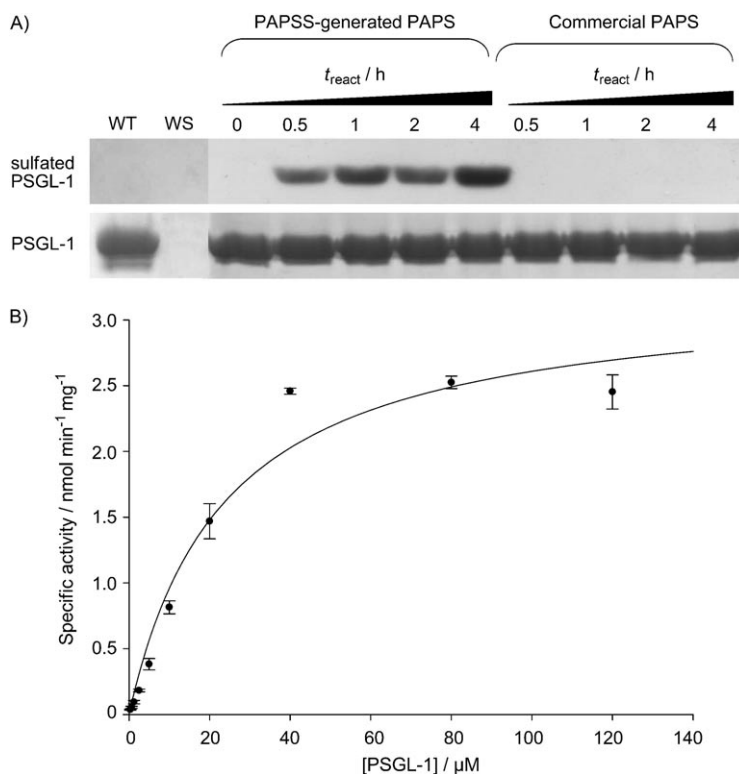 A)
PAPSS-generated PAPS Commercial PAPS
t_react / h t_react / h
WT WS 0 0.5 1 2 4 0.5 1 2 4
sulfated
PSGL-1
PSGL-1
B)
3.0
2.5
2.0
1.5
1.0
0.5
0
Specific activity / nmol min⁻¹ mg⁻¹
0 20 40 60 80 100 120 140
[PSGL-1] / μM